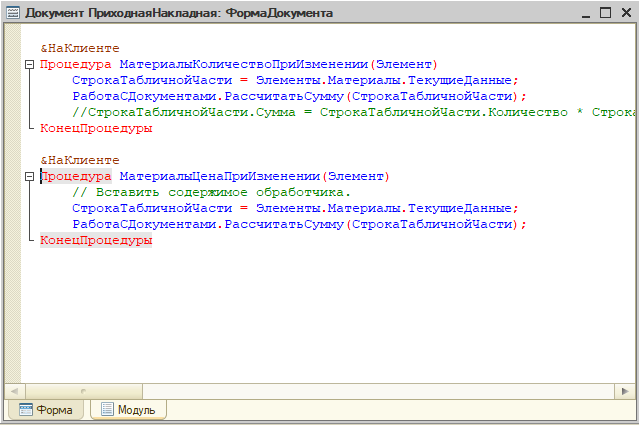 Документ ПриходнаяНакладная: ФормаДокумента
&НаКлиенте
Процедура МатериалыКоличествоПриИзменении(Элемент)
СтрокаТабличнойЧасти = Элементы.Материалы.ТекущиеДанные;
РаботаСДокументами.РассчитатьСумму(СтрокаТабличнойЧасти);
//СтрокаТабличнойЧасти.Сумма = СтрокаТабличнойЧасти.Количество * Строка
КонецПроцедуры
&НаКлиенте
Процедура МатериалыЦенаПриИзменении(Элемент)
// Вставить содержимое обработчика.
СтрокаТабличнойЧасти = Элементы.Материалы.ТекущиеДанные;
РаботаСДокументами.РассчитатьСумму(СтрокаТабличнойЧасти);
КонецПроцедуры
Форма Модуль